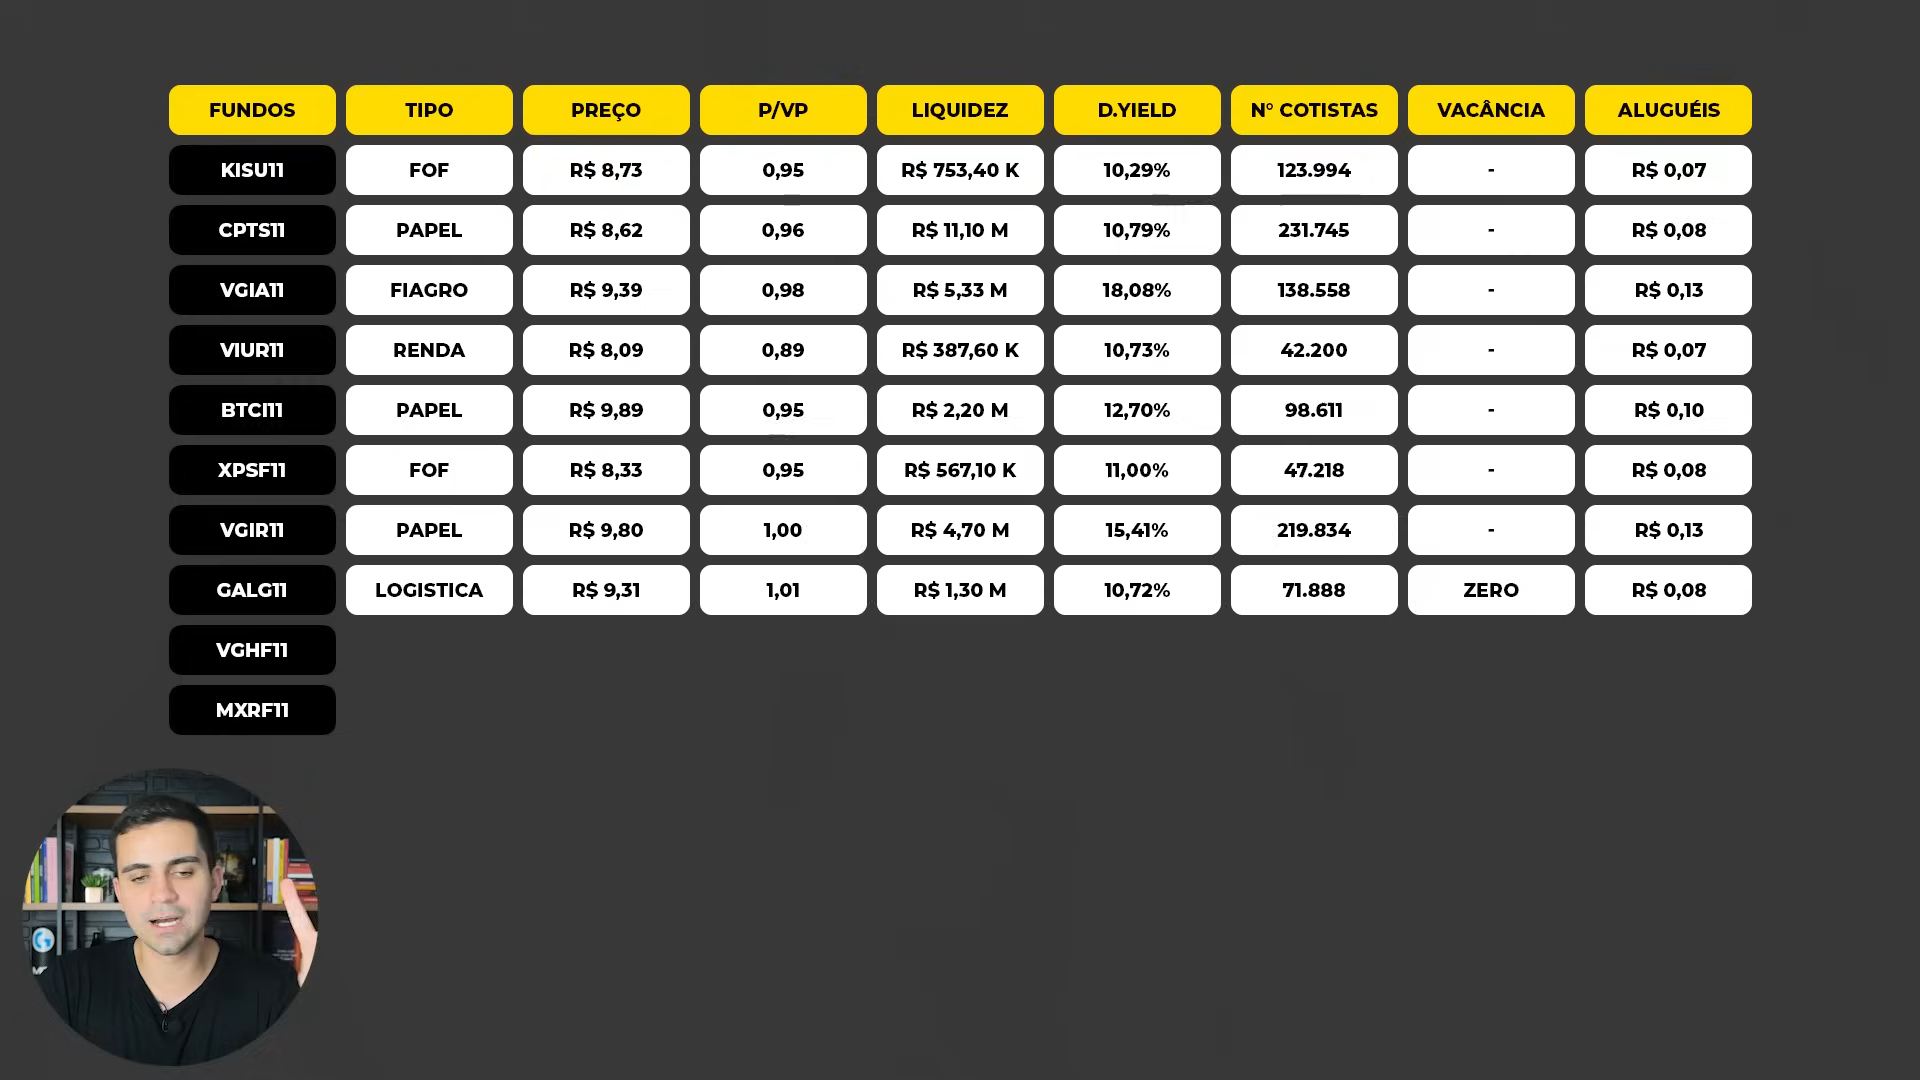 FUNDOS TIPO PREÇO P/VP LIQUIDEZ D.YIELD N° COTISTAS VACÂNCIA ALUGUÉIS
KISU11 FOF R$ 8,73 0,95 R$ 753,40 K 10,29% 123.994 - R$ 0,07
CPTS11 PAPEL R$ 8,62 0,96 R$ 11,10 M 10,79% 231.745 - R$ 0,08
VGIA11 FIAGRO R$ 9,39 0,98 R$ 5,33 M 18,08% 138.558 - R$ 0,13
VIUR11 RENDA R$ 8,09 0,89 R$ 387,60 K 10,73% 42.200 - R$ 0,07
BTCI11 PAPEL R$ 9,89 0,95 R$ 2,20 M 12,70% 98.611 - R$ 0,10
XPSF11 FOF R$ 8,33 0,95 R$ 567,10 K 11,00% 47.218 - R$ 0,08
VGIR11 PAPEL R$ 9,80 1,00 R$ 4,70 M 15,41% 219.834 - R$ 0,13
GALG11 LOGISTICA R$ 9,31 1,01 R$ 1,30 M 10,72% 71.888 ZERO R$ 0,08
VGHF11
MXRF11